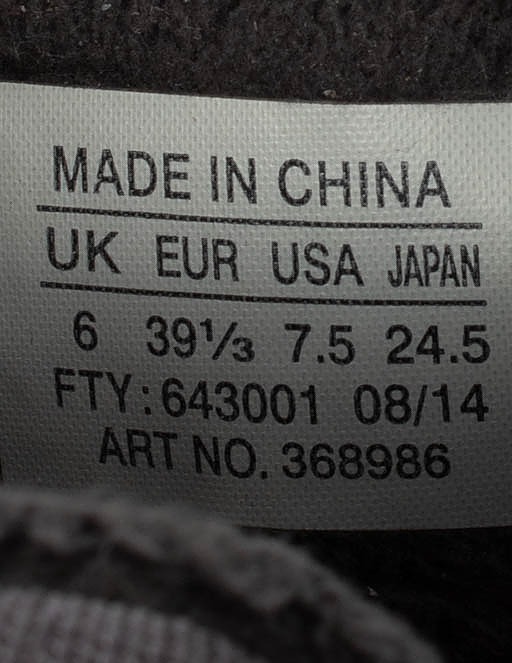 MADE IN CHINA
UK EUR USA JAPAN
6 39⅓ 7.5 24.5
FTY: 643001 08/14
ART NO. 368986